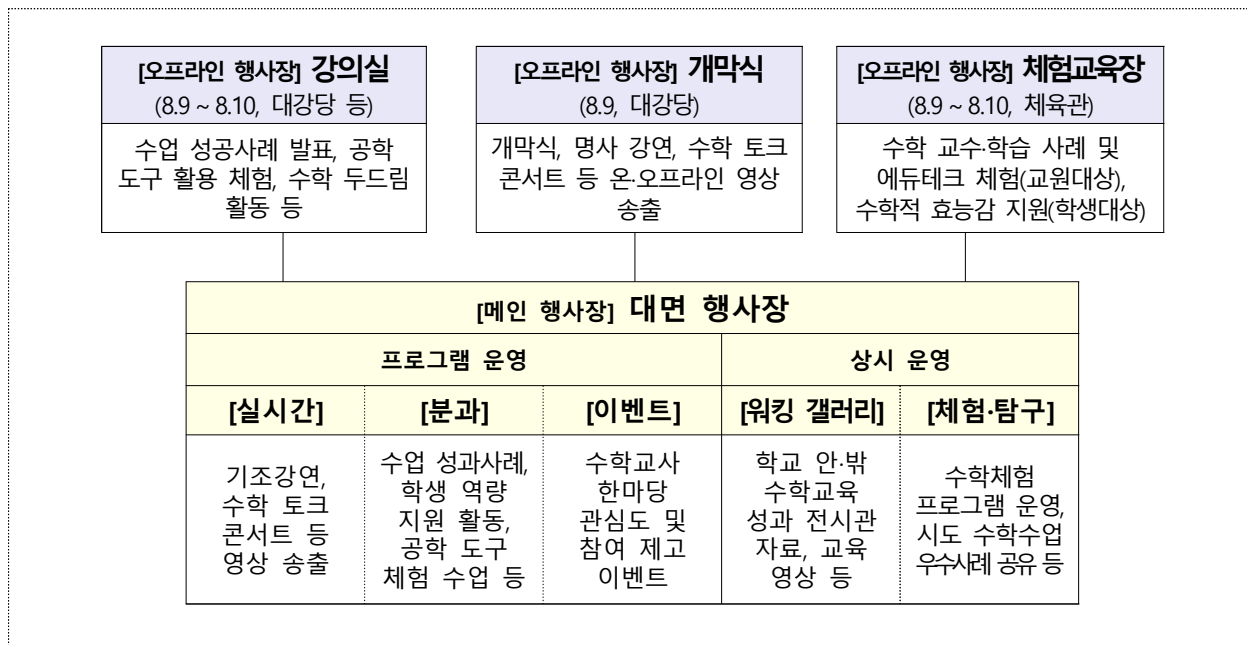 [오프라인 행사장] 강의실
(8.9 ~ 8.10, 대강당 등)
수업 성공사례 발표, 공학
도구 활용 체험, 수학 두드림
활동 등
[오프라인 행사장] 개막식
(8.9, 대강당)
개막식, 명사 강연, 수학 토크
콘서트 등 온·오프라인 영상
송출
[오프라인 행사장] 체험교육장
(8.9 ~ 8.10, 체육관)
수학 교수·학습 사례 및
에듀테크 체험(교원대상),
수학적 효능감 지원(학생대상)
[메인 행사장] 대면 행사장
프로그램 운영
상시 운영
[실시간]
[분과]
[이벤트]
[워킹 갤러리]
[체험·탐구]
기조강연,
수학 토크
콘서트 등
영상 송출
수업 성과사례,
학생 역량
지원 활동,
공학 도구
체험 수업 등
수학교사
한마당
관심도 및
참여 제고
이벤트
학교 안·밖
수학교육
성과 전시관
자료, 교육
영상 등
수학체험
프로그램 운영,
시도 수학수업
우수사례 공유 등